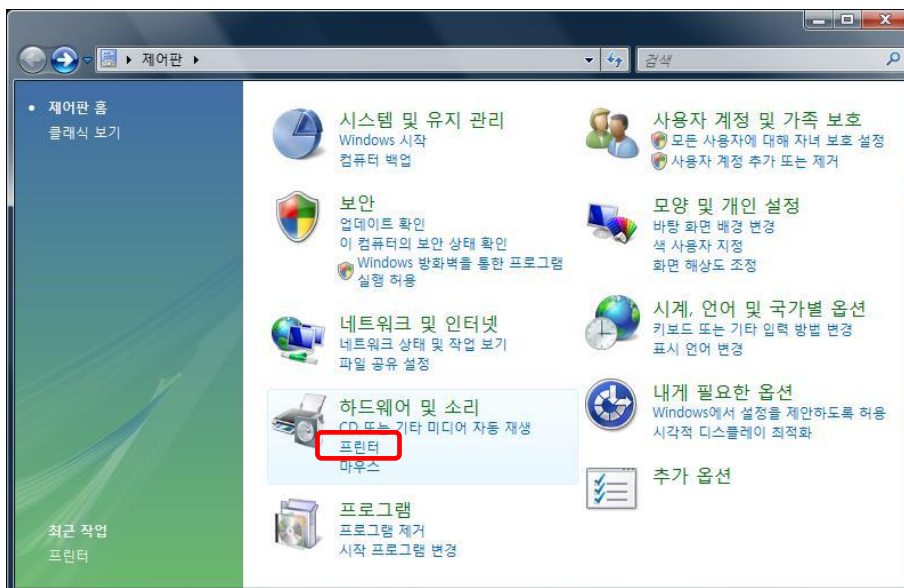 제어판
검색
제어판 홈
클래식 보기
시스템 및 유지 관리
Windows 시작
컴퓨터 백업
보안
업데이트 확인
이 컴퓨터의 보안 상태 확인
Windows 방화벽을 통한 프로그램
실행 허용
네트워크 및 인터넷
네트워크 상태 및 작업 보기
파일 공유 설정
하드웨어 및 소리
CD 또는 기타 미디어 자동 재생
프린터
마우스
프로그램
프로그램 제거
시작 프로그램 변경
사용자 계정 및 가족 보호
모든 사용자에 대해 자녀 보호 설정
사용자 계정 추가 또는 제거
모양 및 개인 설정
바탕 화면 배경 변경
색 사용자 지정
화면 해상도 조정
시계, 언어 및 국가별 옵션
키보드 또는 기타 입력 방법 변경
표시 언어 변경
내게 필요한 옵션
Windows에서 설정을 제안하도록 허용
시각적 디스플레이 최적화
추가 옵션
최근 작업
프린터